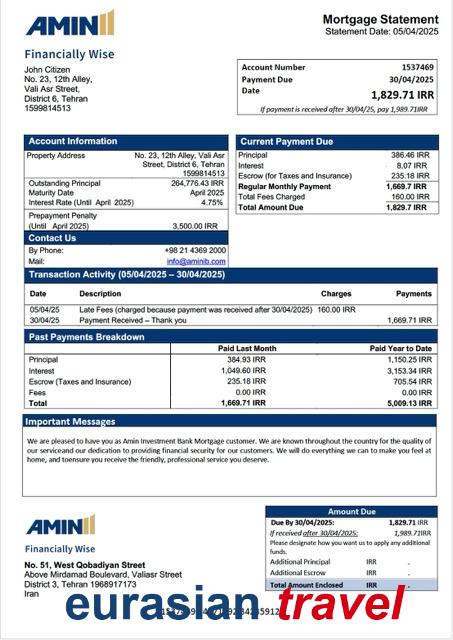 AMIN
Mortgage Statement
Statement Date: 05/04/2025
Financially Wise
John Citizen
No. 23, 12th Alley,
Vali Asr Street,
District 6, Tehran
1599814513
Account Number 1537469
Payment Due 30/04/2025
Date
1,829.71 IRR
If payment is received after 30/04/25, pay 1,989.71IRR
Account Information
Property Address No. 23, 12th Alley, Vali Asr
Street, District 6, Tehran
1599814513
Outstanding Principal 264,776.43 IRR
Maturity Date April 2025
Interest Rate (Until April 2025) 4.75%
Prepayment Penalty
(Until April 2025) 3,500.00 IRR
Current Payment Due
Principal 386.46 IRR
Interest 8.07 IRR
Escrow (for Taxes and Insurance) 235.18 IRR
Regular Monthly Payment 1,669.7 IRR
Total Fees Charged 160.00 IRR
Total Amount Due 1,829.7 IRR
Contact Us
By Phone: +98 21 4369 2000
Mail: info@aminib.com
Transaction Activity (05/04/2025 – 30/04/2025)
Date Description Charges Payments
05/04/25 Late Fees (charged because payment was received after 30/04/2025) 160.00 IRR
30/04/25 Payment Received – Thank you 1,669.71 IRR
Past Payments Breakdown
Paid Last Month Paid Year to Date
Principal 384.93 IRR 1,150.25 IRR
Interest 1,049.60 IRR 3,153.34 IRR
Escrow (Taxes and Insurance) 235.18 IRR 705.54 IRR
Fees 0.00 IRR 0.00 IRR
Total 1,669.71 IRR 5,009.13 IRR
Important Messages
We are pleased to have you as Amin Investment Bank Mortgage customer. We are known throughout the country for the quality of
our serviceand our dedication to providing financial security for our customers. We will do everything we can to make you feel at
home, and toensure you receive the friendly, professional service you deserve.
AMIN
Financially Wise
No. 51, West Qobadiyan Street
Above Mirdamad Boulevard, Valiasr Street
District 3, Tehran 1968917173
Iran
Amount Due
Due By 30/04/2025: 1,829.71 IRR
If received after 30/04/2025: 1,989.71IRR
Please designate how you want us to apply any additional
funds.
Additional Principal IRR -
Additional Escrow IRR -
Total Amount Enclosed IRR -
eurasian travel